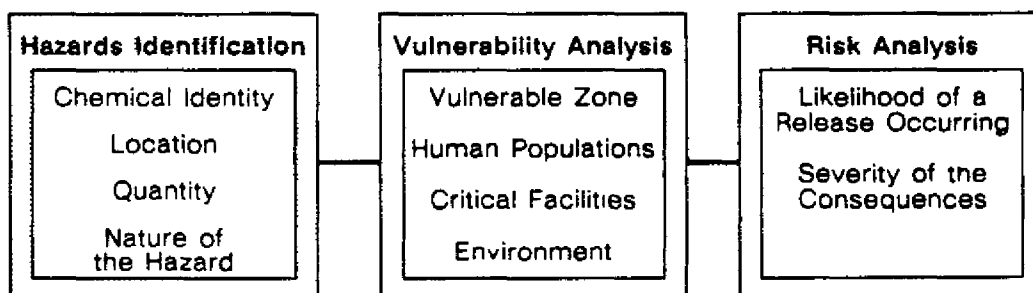 Hazards Identification
Chemical Identity
Location
Quantity
Nature of
the Hazard
Vulnerability Analysis
Vulnerable Zone
Human Populations
Critical Facilities
Environment
Risk Analysis
Likelihood of a
Release Occurring
Severity of the
Consequences